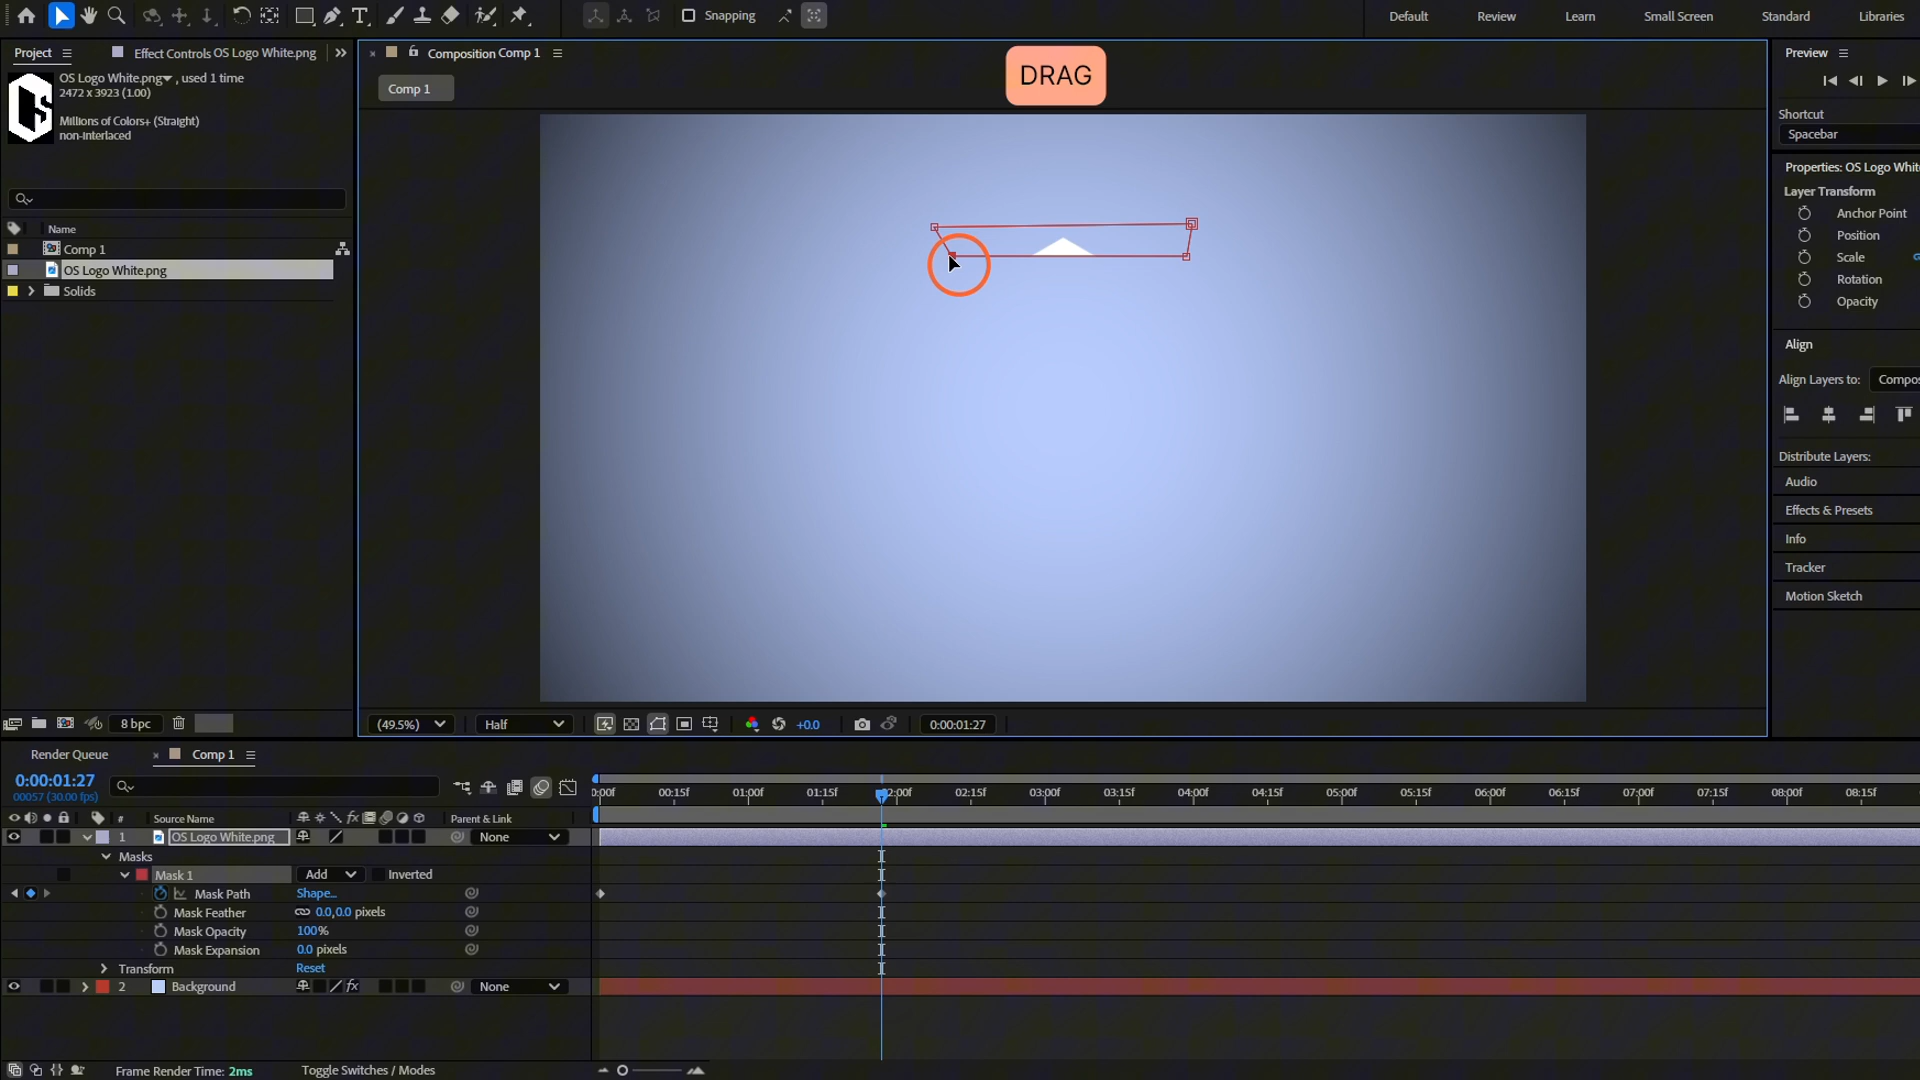 Snapping
Default
Review
Learn
Small Screen
Standard
Libraries
Project
Effect Controls OS Logo White.png
Composition Comp 1
DRAG
Preview
OS Logo White.png , used 1 time
2472 x 3923 (1.00)
Comp 1
Millions of Colors+ (Straight)
non-interlaced
Shortcut
Spacebar
Properties: OS Logo Whit
Layer Transform
Anchor Point
Position
Scale
Rotation
Opacity
Name
Comp 1
OS Logo White.png
Solids
Align
Align Layers to:
Compos
Distribute Layers:
Audio
Effects & Presets
Info
Tracker
Motion Sketch
8 bpc
(49.5%)
Half
+0.0
0:00:01:27
Render Queue
Comp 1
0:00:01:27
00057 (30.00 fps)
0:00f 00:15f 01:00f 01:15f 02:00f 02:15f 03:00f 03:15f 04:00f 04:15f 05:00f 05:15f 06:00f 06:15f 07:00f 07:15f 08:00f 08:15f
# Source Name fx Parent & Link
1 OS Logo White.png None
Masks
Mask 1 Add Inverted
Mask Path Shape...
Mask Feather 0.0,0.0 pixels
Mask Opacity 100%
Mask Expansion 0.0 pixels
Transform Reset
2 Background fx None
Frame Render Time: 2ms
Toggle Switches / Modes